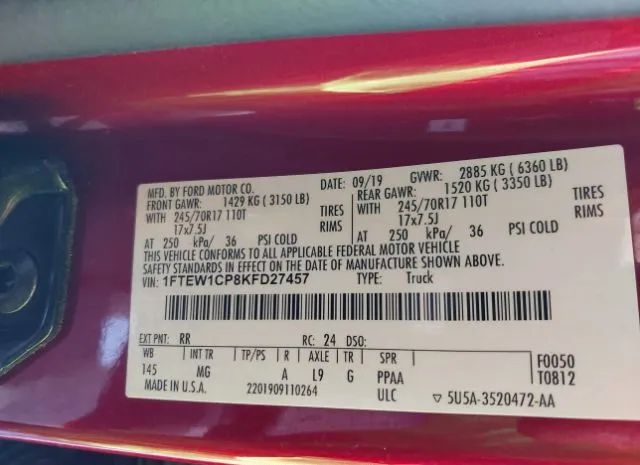 MFD. BY FORD MOTOR CO.
DATE: 09/19 GVWR: 2885 KG ( 6360 LB)
FRONT GAWR: 1429 KG ( 3150 LB) REAR GAWR: 1520 KG ( 3350 LB)
WITH 245/70R17 110T TIRES WITH 245/70R17 110T TIRES
17x7.5J RIMS 17x7.5J RIMS
AT 250 kPa/ 36 PSI COLD AT 250 kPa/ 36 PSI COLD
THIS VEHICLE CONFORMS TO ALL APPLICABLE FEDERAL MOTOR VEHICLE
SAFETY STANDARDS IN EFFECT ON THE DATE OF MANUFACTURE SHOWN ABOVE.
VIN: 1FTEW1CP8KFD27457 TYPE: Truck
EXT PNT: RR RC: 24 DSO:
WB INT TR TP/PS R AXLE TR SPR F0050
145 MG A L9 G PPAA T0812
MADE IN U.S.A. 2201909110264 ULC ▽ 5U5A-3520472-AA